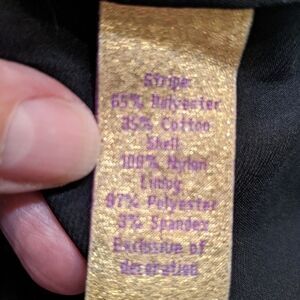 Stripe:
65% Polyester
35% Cotton
Shell
100% Nylon
Lining
97% Polyester
3% Spandex
Exclusive of
decoration